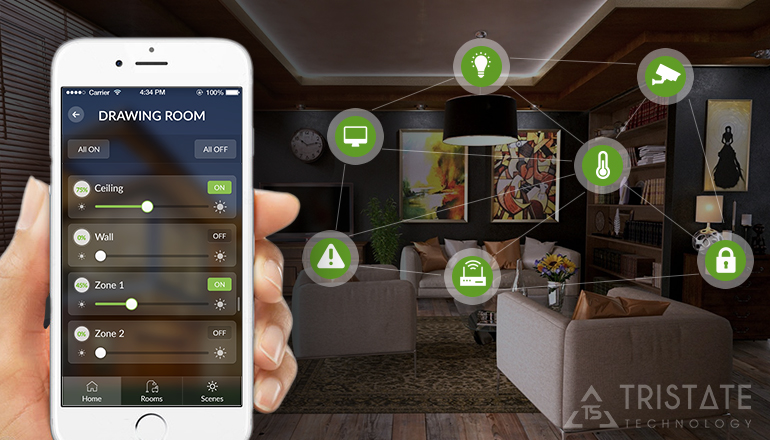 Carrier 4:34 PM 100%
DRAWING ROOM
All ON All OFF
75% Ceiling ON
0% Wall OFF
45% Zone 1 ON
0% Zone 2 OFF
Home Rooms Scenes
TS TRISTATE
TECHNOLOGY